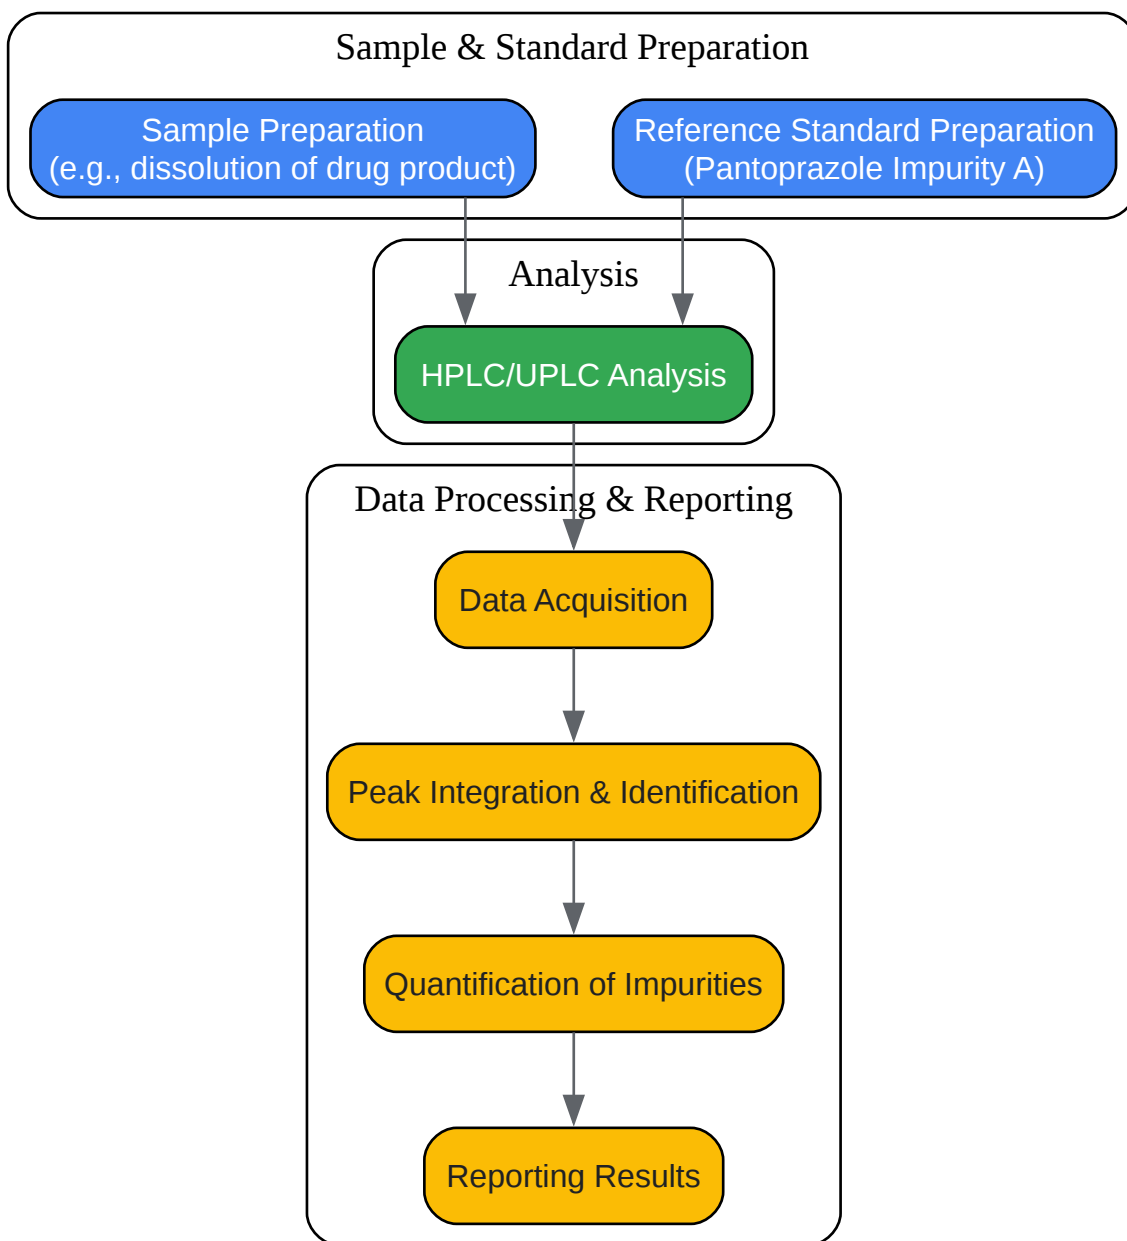 Sample & Standard Preparation
Sample Preparation
(e.g., dissolution of drug product)
Reference Standard Preparation
(Pantoprazole Impurity A)
Analysis
HPLC/UPLC Analysis
Data Processing & Reporting
Data Acquisition
Peak Integration & Identification
Quantification of Impurities
Reporting Results